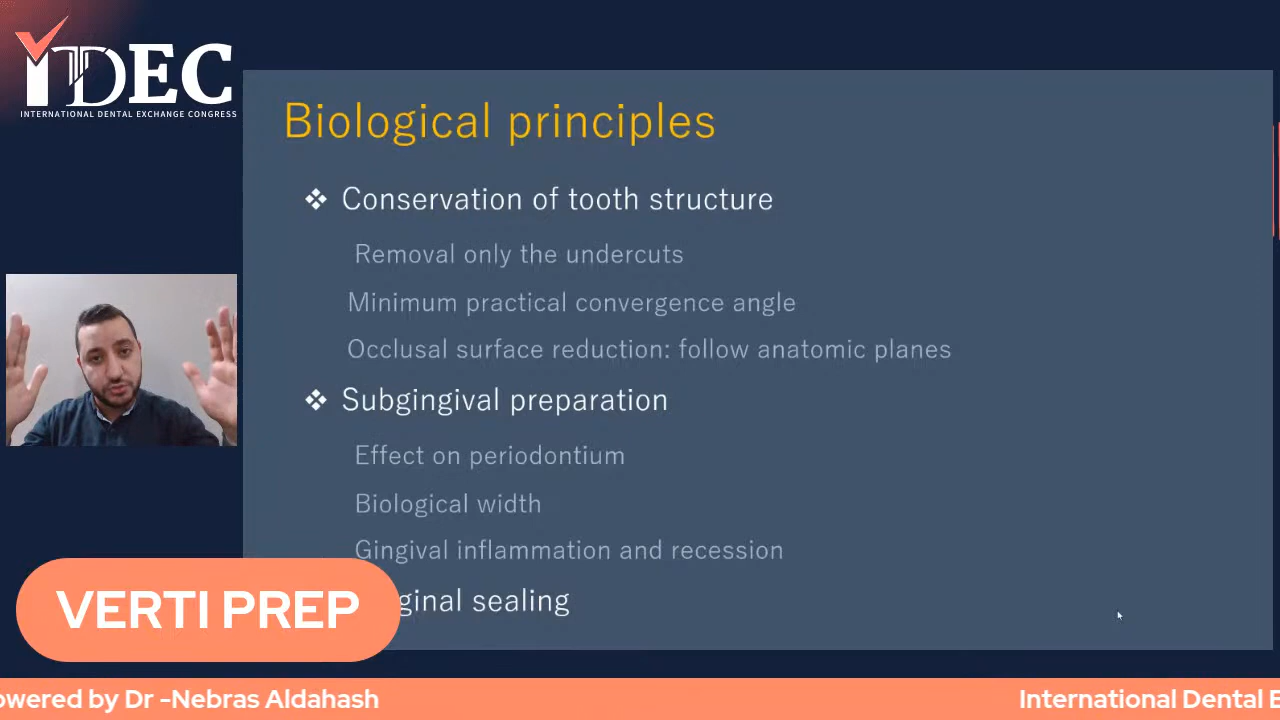 IDEC
INTERNATIONAL DENTAL EXCHANGE CONGRESS
Biological principles
❖ Conservation of tooth structure
Removal only the undercuts
Minimum practical convergence angle
Occlusal surface reduction: follow anatomic planes
❖ Subgingival preparation
Effect on periodontium
Biological width
Gingival inflammation and recession
ginal sealing
VERTI PREP
owered by Dr -Nebras Aldahash
International Dental E